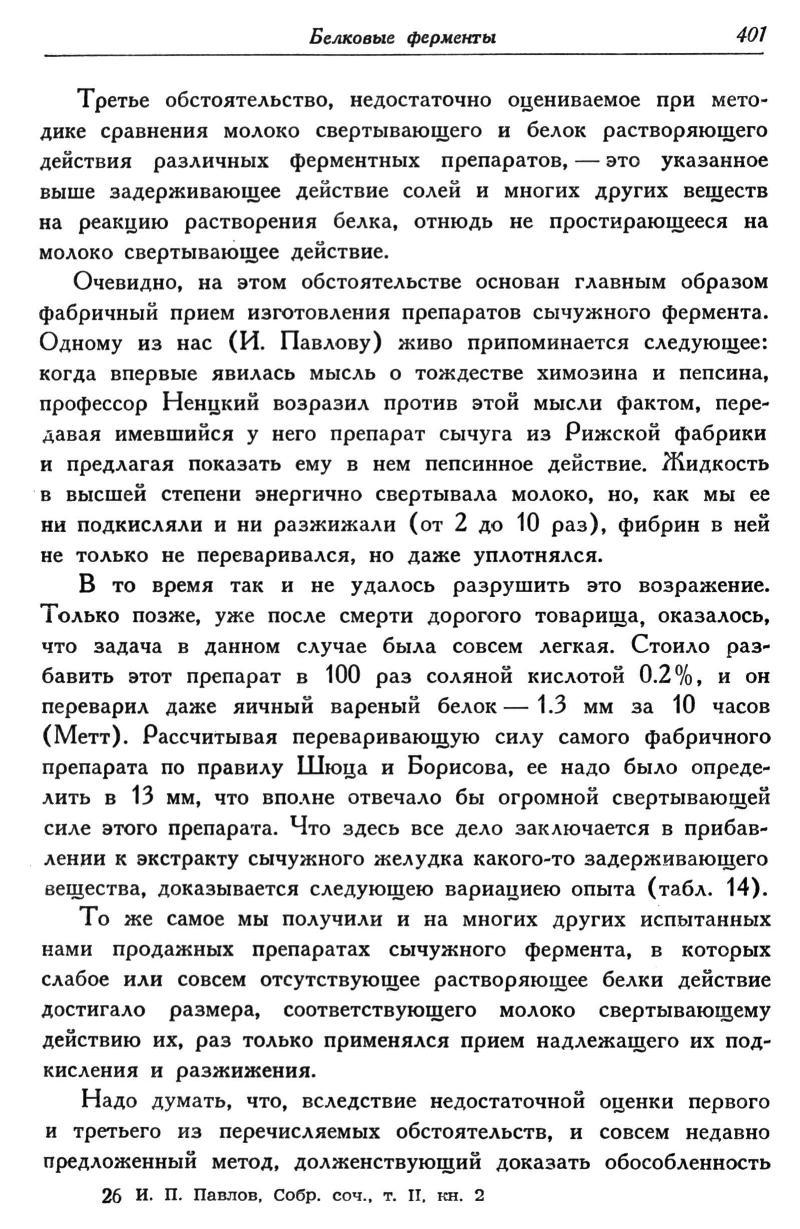 Белковые ферменты 401
Третье обстоятельство, недостаточно оцениваемое при мето-
дике сравнения молоко свертывающего и белок растворяющего
действия различных ферментных препаратов, — это указанное
выше задерживающее действие солей и многих других веществ
на реакцию растворения белка, отнюдь не простирающееся на
молоко свертывающее действие.
Очевидно, на этом обстоятельстве основан главным образом
фабричный прием изготовления препаратов сычужного фермента.
Одному из нас (И. Павлову) живо припоминается следующее:
когда впервые явилась мысль о тождестве химозина и пепсина,
профессор Ненцкий возразил против этой мысли фактом, пере-
давая имевшийся у него препарат сычуга из Рижской фабрики
и предлагая показать ему в нем пепсинное действие. Жидкость
в высшей степени энергично свертывала молоко, но, как мы ее
ни подкисляли и ни разжижали (от 2 до 10 раз), фибрин в ней
не только не переваривался, но даже уплотнялся.
В то время так и не удалось разрушить это возражение.
Только позже, уже после смерти дорогого товарища, оказалось,
что задача в данном случае была совсем легкая. Стоило раз-
бавить этот препарат в 100 раз соляной кислотой 0.2%, и он
переварил даже яичный вареный белок — 1.3 мм за 10 часов
(Метт). Рассчитывая переваривающую силу самого фабричного
препарата по правилу Шюца и Борисова, ее надо было опреде-
лить в 13 мм, что вполне отвечало бы огромной свертывающей
силе этого препарата. Что здесь все дело заключается в прибав-
лении к экстракту сычужного желудка какого-то задерживающего
вещества, доказывается следующею вариациею опыта (табл. 14).
То же самое мы получили и на многих других испытанных
нами продажных препаратах сычужного фермента, в которых
слабое или совсем отсутствующее растворяющее белки действие
достигало размера, соответствующего молоко свертывающему
действию их, раз только применялся прием надлежащего их под-
кисления и разжижения.
Надо думать, что, вследствие недостаточной оценки первого
и третьего из перечисляемых обстоятельств, и совсем недавно
предложенный метод, долженствующий доказать обособленность
26 И. П. Павлов, Собр. соч., т. II, кн. 2